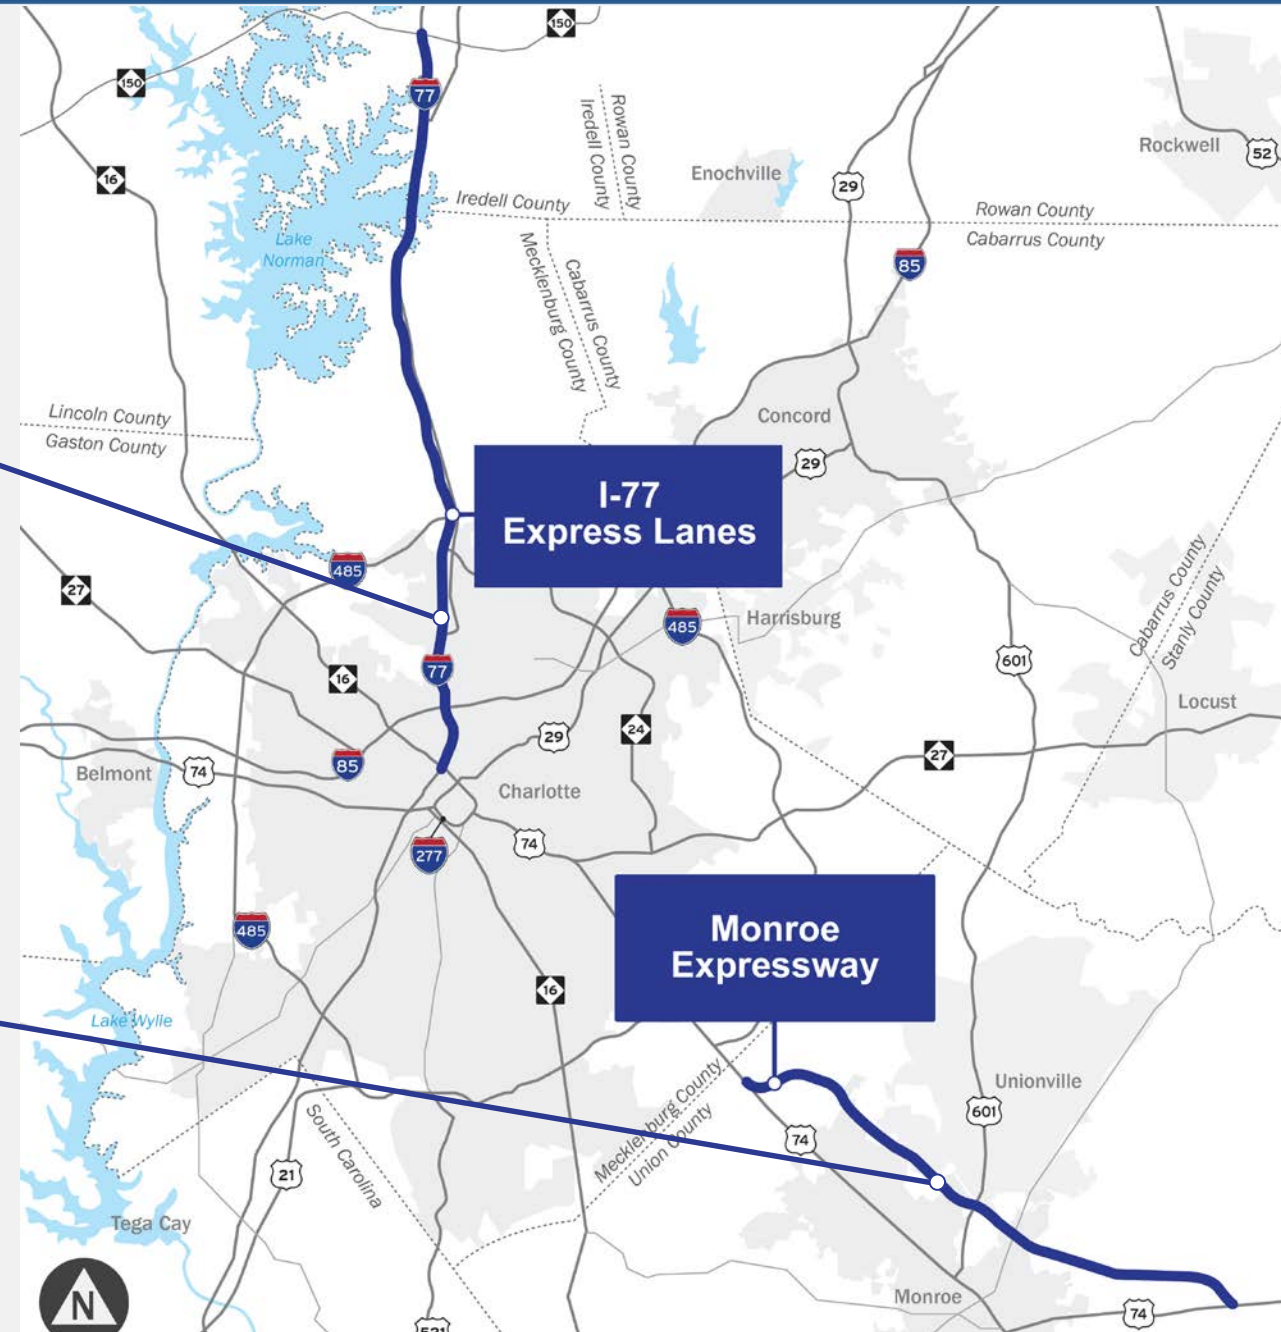 150
150
77
16
Rowan County
Iredell County
Enochville
29
Rockwell
52
Iredell County
Rowan County
Cabarrus County
Lake
Norman
85
Cabarrus County
Mecklenburg County
Lincoln County
Gaston County
Concord
29
I-77
Express Lanes
27
485
485
Harrisburg
Cabarrus County
Stanly County
77
16
601
Locust
24
29
27
Belmont
74
85
Charlotte
74
277
485
Monroe
Expressway
16
Lake Wylie
Mecklenburg County
Union County
Unionville
601
74
South Carolina
21
Tega Cay
N
Monroe
74
521